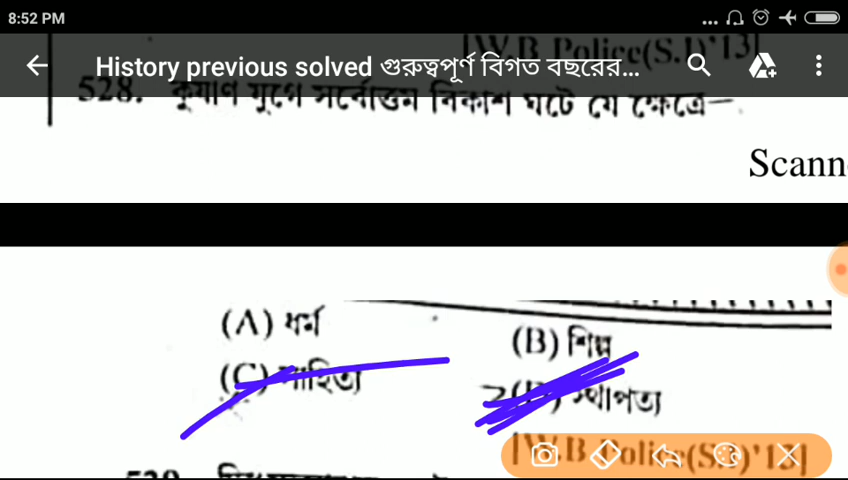 8:52 PM
History previous solved গুরুত্বপূর্ণ বিগত বছরের...
[W.B Police(S.I)'13]
528. কুষাণ যুগে সর্বোত্তম বিকাশ ঘটে যে ক্ষেত্রে—
Scann
(A) ধর্ম
(B) শিল্প
(C) সাহিত্য
(D) স্থাপত্য
[W.B Police(S.I)'13]
529.